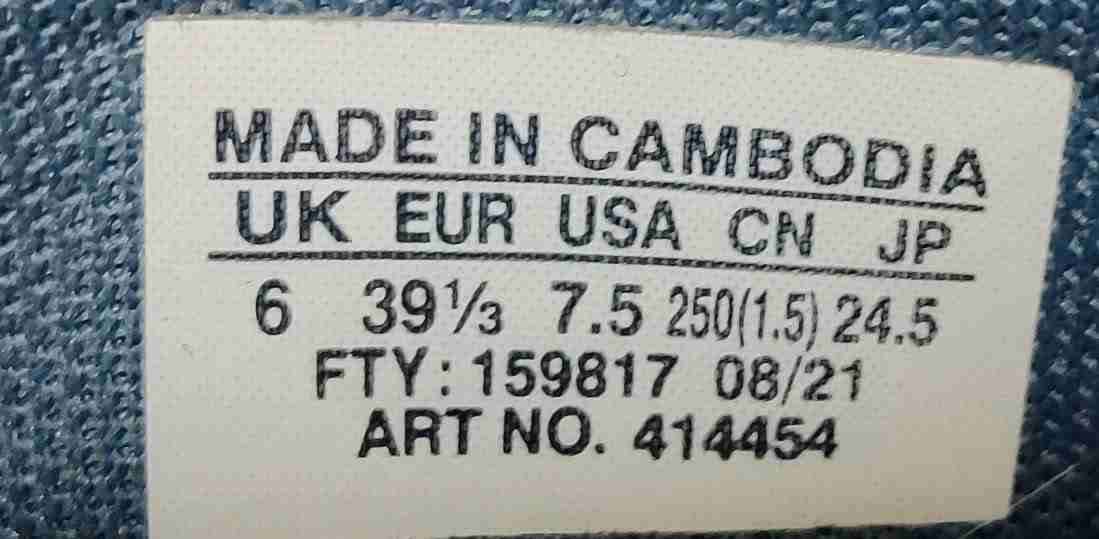 MADE IN CAMBODIA
UK EUR USA CN JP
6 39⅓ 7.5 250(1.5) 24.5
FTY: 159817 08/21
ART NO. 414454